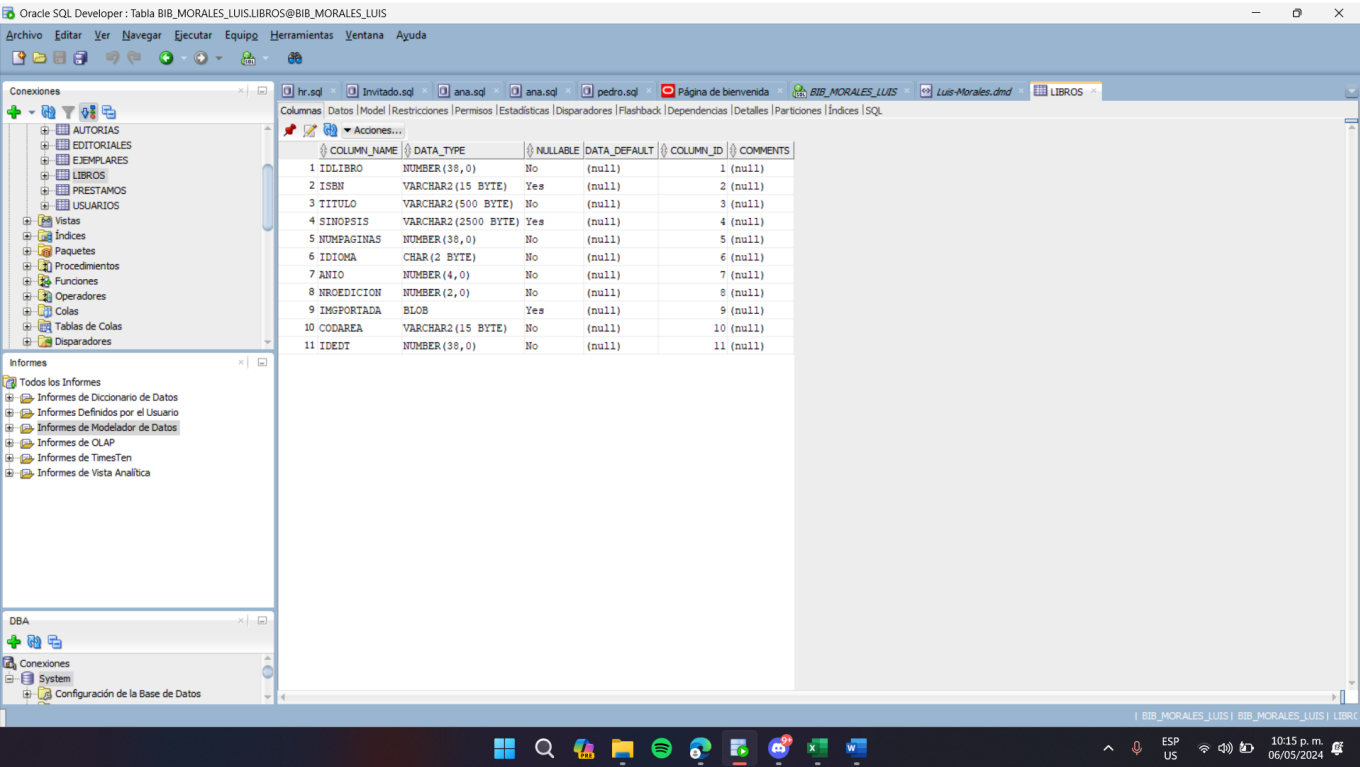 Oracle SQL Developer : Tabla BIB_MORALES_LUIS.LIBROS@BIB_MORALES_LUIS
Archivo Editar Ver Navegar Ejecutar Equipo Herramientas Ventana Ayuda
Conexiones
AUTORIAS
EDITORIALES
EJEMPLARES
LIBROS
PRESTAMOS
USUARIOS
Vistas
Índices
Paquetes
Procedimientos
Funciones
Operadores
Colas
Tablas de Colas
Disparadores
Informes
Todos los Informes
Informes de Diccionario de Datos
Informes Definidos por el Usuario
Informes de Modelador de Datos
Informes de OLAP
Informes de TimesTen
Informes de Vista Analítica
DBA
Conexiones
System
Configuración de la Base de Datos
hr.sql Invitado.sql ana.sql ana.sql pedro.sql Página de bienvenida BIB_MORALES_LUIS Luis-Morales.dmd LIBROS
Columnas Datos Model Restricciones Permisos Estadísticas Disparadores Flashback Dependencias Detalles Particiones Índices SQL
Acciones...
COLUMN_NAME DATA_TYPE NULLABLE DATA_DEFAULT COLUMN_ID COMMENTS
1 IDLIBRO NUMBER(38,0) No (null) 1 (null)
2 ISBN VARCHAR2(15 BYTE) Yes (null) 2 (null)
3 TITULO VARCHAR2(500 BYTE) No (null) 3 (null)
4 SINOPSIS VARCHAR2(2500 BYTE) Yes (null) 4 (null)
5 NUMPAGINAS NUMBER(38,0) No (null) 5 (null)
6 IDIOMA CHAR(2 BYTE) No (null) 6 (null)
7 ANIO NUMBER(4,0) No (null) 7 (null)
8 NROEDICION NUMBER(2,0) No (null) 8 (null)
9 IMGPORTADA BLOB Yes (null) 9 (null)
10 CODAREA VARCHAR2(15 BYTE) No (null) 10 (null)
11 IDEDT NUMBER(38,0) No (null) 11 (null)
| BIB_MORALES_LUIS | BIB_MORALES_LUIS | LIBRO
PRE
9+
ESP
US
10:15 p. m.
06/05/2024